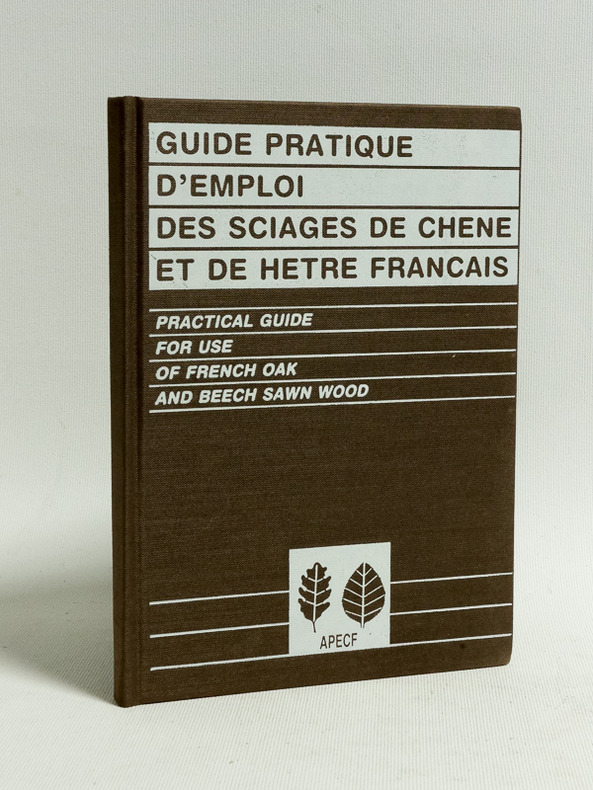 GUIDE PRATIQUE
D'EMPLOI
DES SCIAGES DE CHENE
ET DE HETRE FRANCAIS
PRACTICAL GUIDE
FOR USE
OF FRENCH OAK
AND BEECH SAWN WOOD
APECF